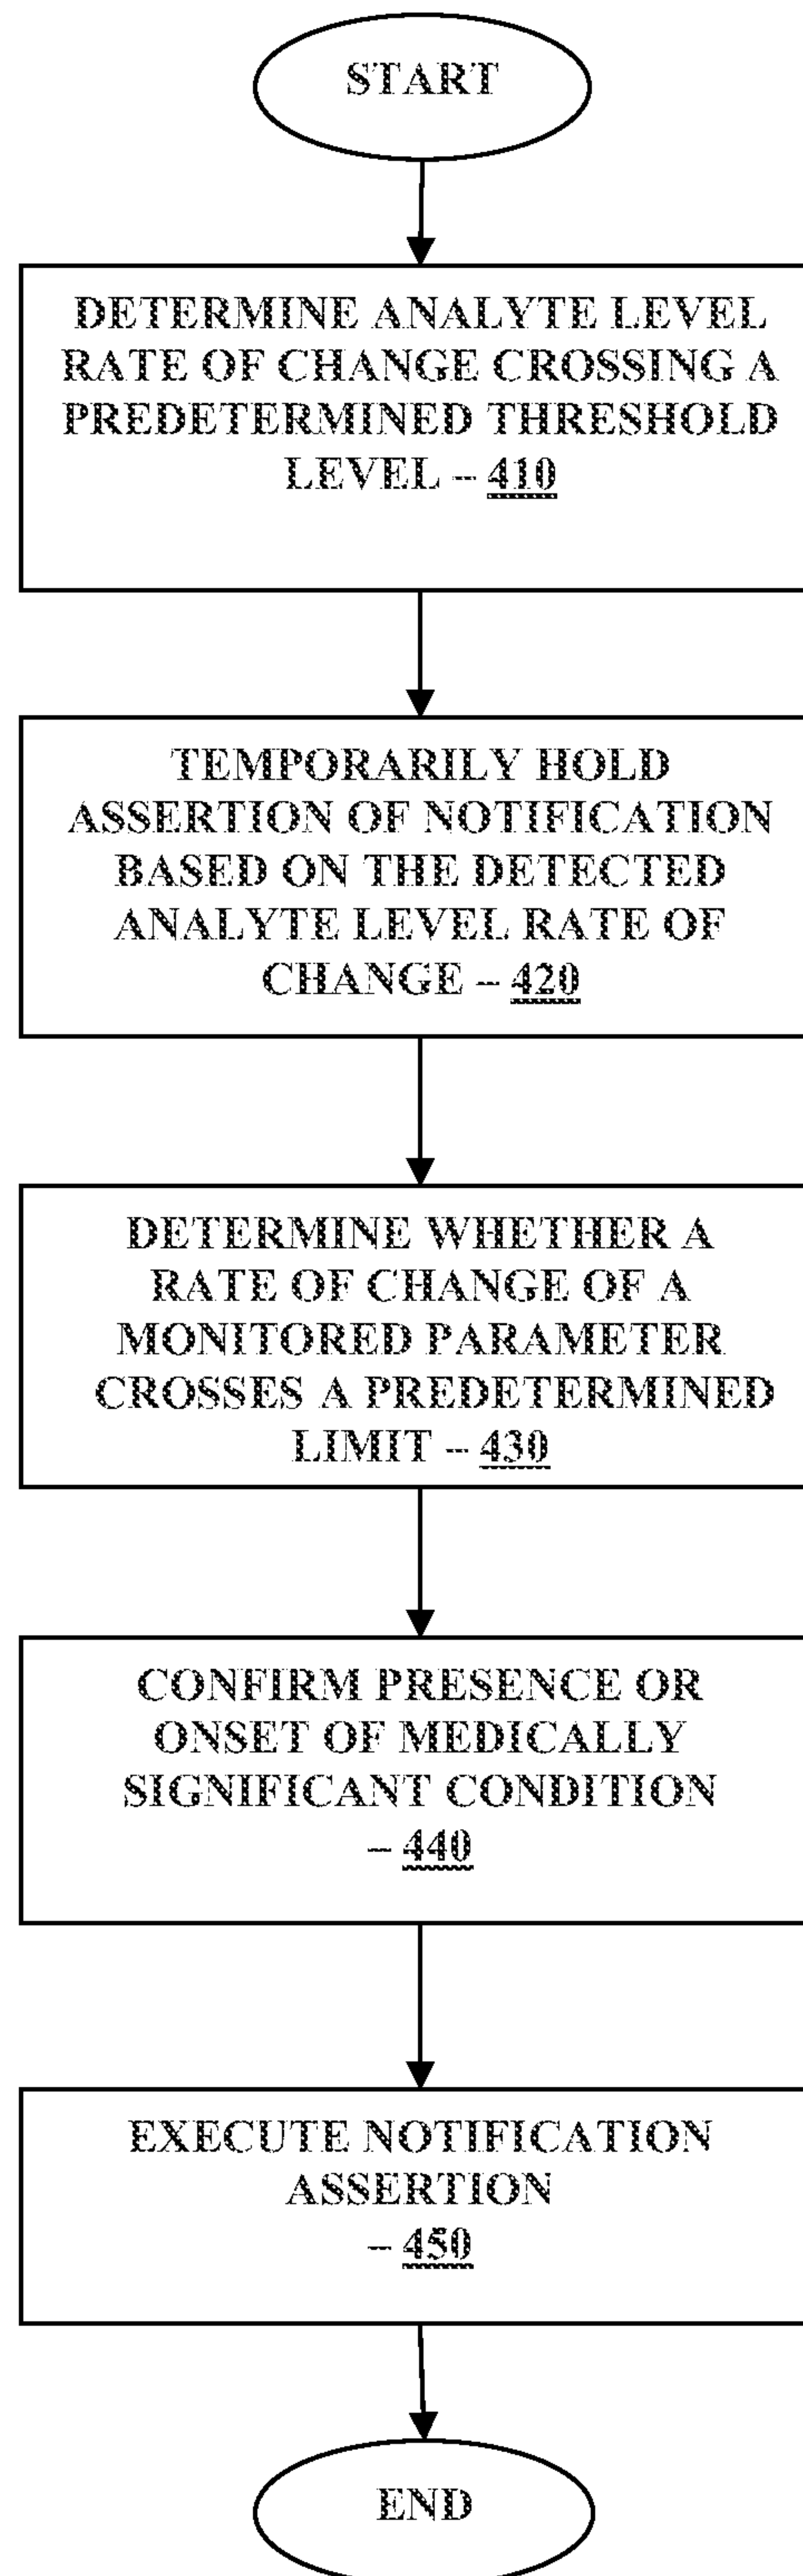 START
DETERMINE ANALYTE LEVEL
RATE OF CHANGE CROSSING A
PREDETERMINED THRESHOLD
LEVEL – 410
TEMPORARILY HOLD
ASSERTION OF NOTIFICATION
BASED ON THE DETECTED
ANALYTE LEVEL RATE OF
CHANGE – 420
DETERMINE WHETHER A
RATE OF CHANGE OF A
MONITORED PARAMETER
CROSSES A PREDETERMINED
LIMIT – 430
CONFIRM PRESENCE OR
ONSET OF MEDICALLY
SIGNIFICANT CONDITION
– 440
EXECUTE NOTIFICATION
ASSERTION
– 450
END